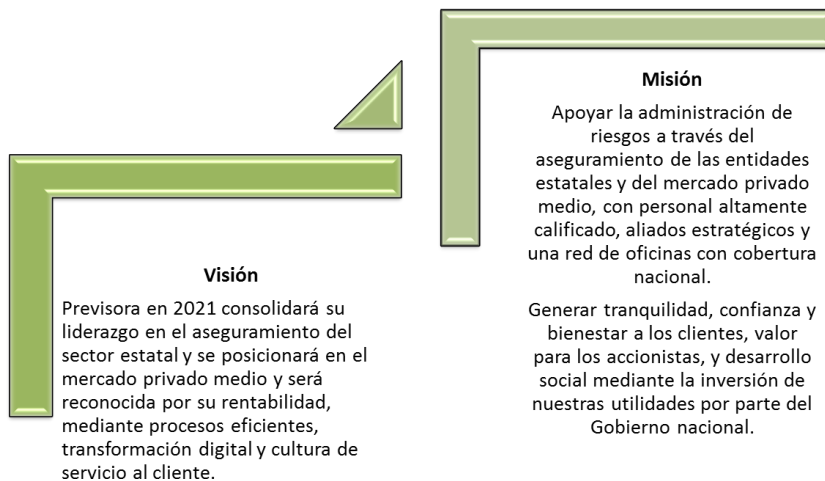 Visión
Previsora en 2021 consolidará su
liderazgo en el aseguramiento del
sector estatal y se posicionará en el
mercado privado medio y será
reconocida por su rentabilidad,
mediante procesos eficientes,
transformación digital y cultura de
servicio al cliente.
Misión
Apoyar la administración de
riesgos a través del
aseguramiento de las entidades
estatales y del mercado privado
medio, con personal altamente
calificado, aliados estratégicos y
una red de oficinas con cobertura
nacional.
Generar tranquilidad, confianza y
bienestar a los clientes, valor
para los accionistas, y desarrollo
social mediante la inversión de
nuestras utilidades por parte del
Gobierno nacional.